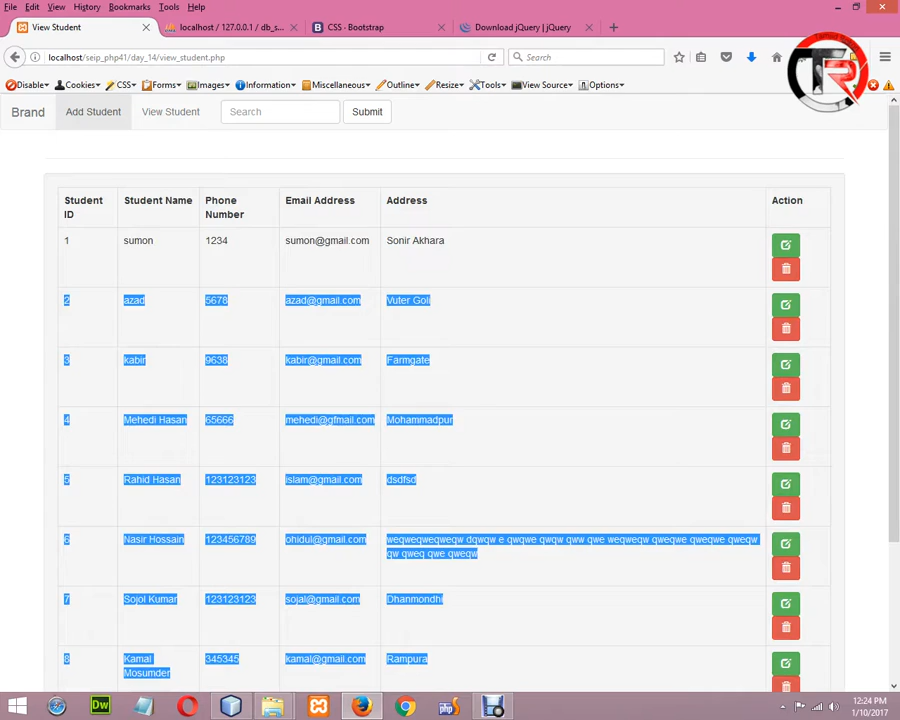 File Edit View History Bookmarks Tools Help
View Student
localhost / 127.0.0.1 / db_s...
CSS · Bootstrap
Download jQuery | jQuery
localhost/seip_php41/day_14/view_student.php
Search
Disable Cookies CSS Forms Images Information Miscellaneous Outline Resize Tools View Source Options
Brand Add Student View Student Search Submit
Student ID Student Name Phone Number Email Address Address Action
1 sumon 1234 sumon@gmail.com Sonir Akhara
2 azad 5678 azad@gmail.com Vuter Goli
3 kabir 9638 kabir@gmail.com Farmgate
4 Mehedi Hasan 65666 mehedi@gfmail.com Mohammadpur
5 Rahid Hasan 123123123 islam@gmail.com dsdfsd
6 Nasir Hossain 123456789 ohidul@gmail.com weqweqweqweqw dqwqw e qwqwe qwqw qww qwe weqweqw qweqwe qweqwe qweqw
qw qweq qwe qweqw
7 Sojol Kumar 123123123 sojal@gmail.com Dhanmondhi
8 Kamal Mosumder 345345 kamal@gmail.com Rampura
Dw
php
12:24 PM
1/10/2017